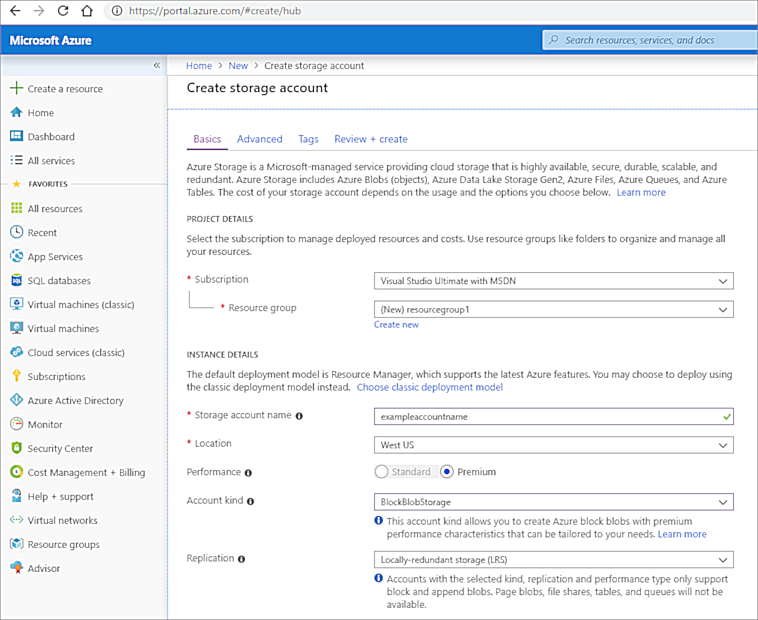 https://portal.azure.com/#create/hub
Microsoft Azure
Search resources, services, and docs
«
Home > New > Create storage account
Create storage account
Create a resource
Home
Dashboard
All services
FAVORITES
All resources
Recent
App Services
SQL databases
Virtual machines (classic)
Virtual machines
Cloud services (classic)
Subscriptions
Azure Active Directory
Monitor
Security Center
Cost Management + Billing
Help + support
Virtual networks
Resource groups
Advisor
Basics Advanced Tags Review + create
Azure Storage is a Microsoft-managed service providing cloud storage that is highly available, secure, durable, scalable, and
redundant. Azure Storage includes Azure Blobs (objects), Azure Data Lake Storage Gen2, Azure Files, Azure Queues, and Azure
Tables. The cost of your storage account depends on the usage and the options you choose below. Learn more
PROJECT DETAILS
Select the subscription to manage deployed resources and costs. Use resource groups like folders to organize and manage all
your resources.
* Subscription Visual Studio Ultimate with MSDN
* Resource group (New) resourcegroup1
Create new
INSTANCE DETAILS
The default deployment model is Resource Manager, which supports the latest Azure features. You may choose to deploy using
the classic deployment model instead. Choose classic deployment model
* Storage account name exampleaccountname
* Location West US
Performance Standard Premium
Account kind BlockBlobStorage
This account kind allows you to create Azure block blobs with premium
performance characteristics that can be tailored to your needs. Learn more
Replication Locally-redundant storage (LRS)
Accounts with the selected kind, replication and performance type only support
block and append blobs. Page blobs, file shares, tables, and queues will not be
available.